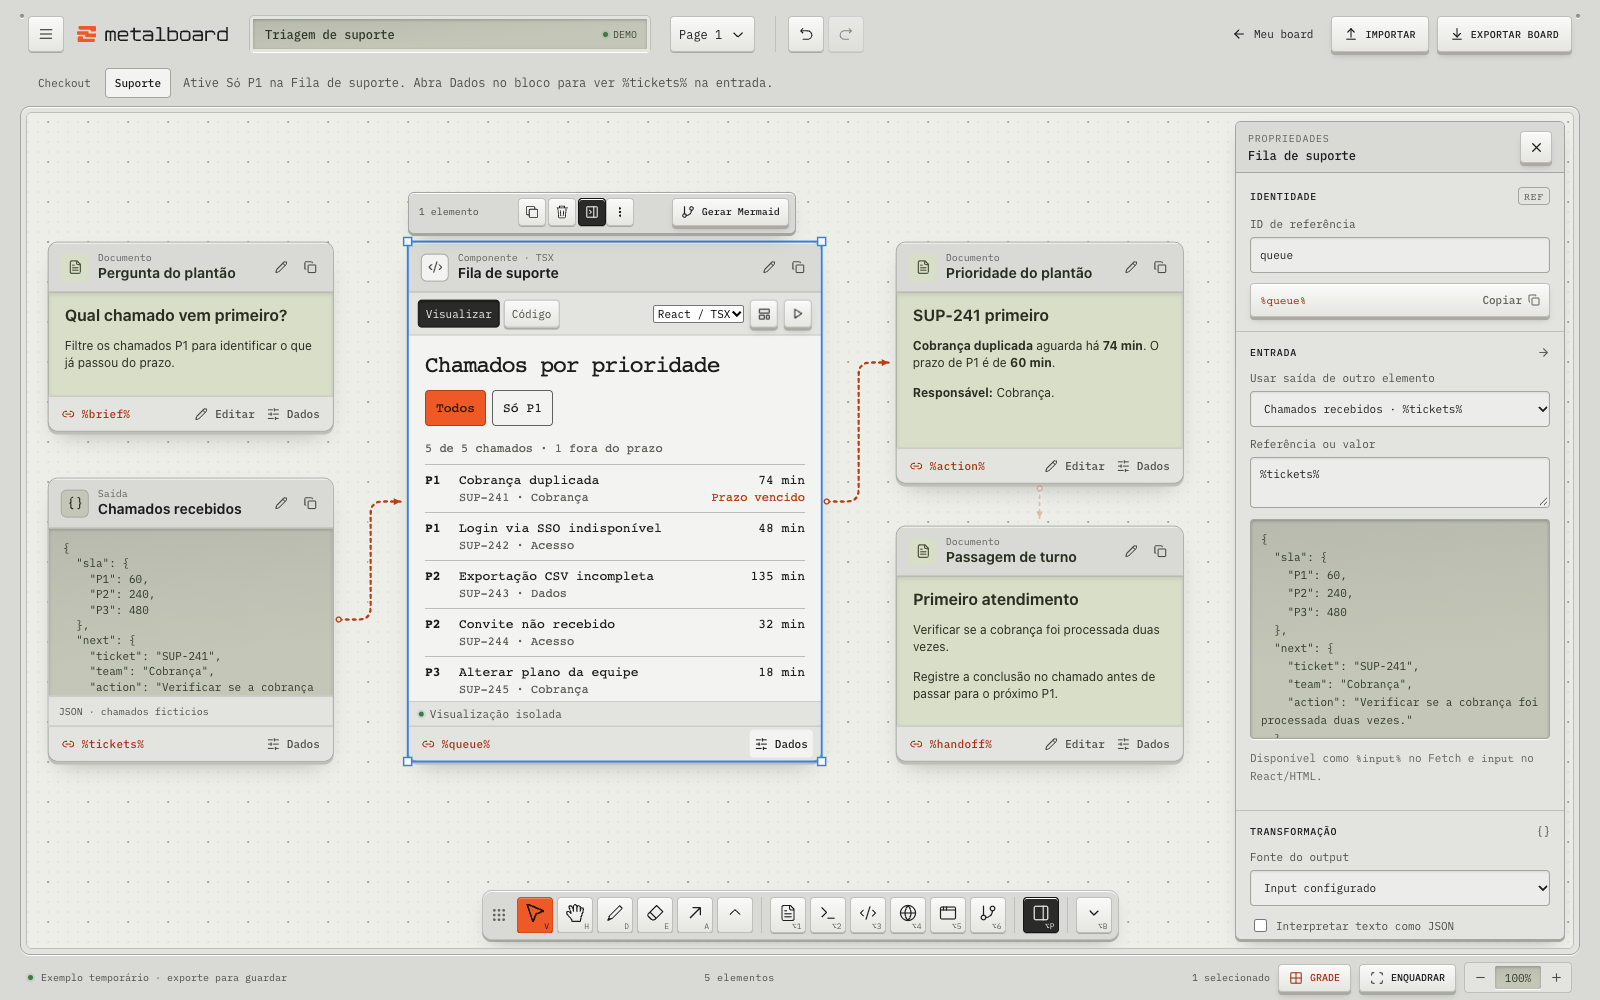 metalboard
Triagem de suporte
DEMO
Page 1
Meu board
IMPORTAR
EXPORTAR BOARD
Checkout
Suporte
Ative Só P1 na Fila de suporte. Abra Dados no bloco para ver %tickets% na entrada.
1 elemento
Gerar Mermaid
Documento
Pergunta do plantão
Qual chamado vem primeiro?
Filtre os chamados P1 para identificar o que
já passou do prazo.
%brief%
Editar
Dados
Saída
Chamados recebidos
{
"sla": {
"P1": 60,
"P2": 240,
"P3": 480
},
"next": {
"ticket": "SUP-241",
"team": "Cobrança",
"action": "Verificar se a cobrança
JSON · chamados fictícios
%tickets%
Dados
Componente · TSX
Fila de suporte
Visualizar
Código
React / TSX
Chamados por prioridade
Todos
Só P1
5 de 5 chamados · 1 fora do prazo
P1 Cobrança duplicada 74 min
SUP-241 · Cobrança Prazo vencido
P1 Login via SSO indisponível 48 min
SUP-242 · Acesso
P2 Exportação CSV incompleta 135 min
SUP-243 · Dados
P2 Convite não recebido 32 min
SUP-244 · Acesso
P3 Alterar plano da equipe 18 min
SUP-245 · Cobrança
Visualização isolada
%queue%
Dados
Documento
Prioridade do plantão
SUP-241 primeiro
Cobrança duplicada aguarda há 74 min. O
prazo de P1 é de 60 min.
Responsável: Cobrança.
%action%
Editar
Dados
Documento
Passagem de turno
Primeiro atendimento
Verificar se a cobrança foi processada duas
vezes.
Registre a conclusão no chamado antes de
passar para o próximo P1.
%handoff%
Editar
Dados
PROPRIEDADES
Fila de suporte
IDENTIDADE
REF
ID de referência
queue
%queue%
Copiar
ENTRADA
Usar saída de outro elemento
Chamados recebidos · %tickets%
Referência ou valor
%tickets%
{
"sla": {
"P1": 60,
"P2": 240,
"P3": 480
},
"next": {
"ticket": "SUP-241",
"team": "Cobrança",
"action": "Verificar se a cobrança foi
processada duas vezes."
Disponível como %input% no Fetch e input no
React/HTML.
TRANSFORMAÇÃO
{}
Fonte do output
Input configurado
Interpretar texto como JSON
V
H
D
E
A
⌥1
⌥2
⌥3
⌥4
⌥5
⌥6
⌥P
⌥B
Exemplo temporário · exporte para guardar
5 elementos
1 selecionado
GRADE
ENQUADRAR
− 100% +